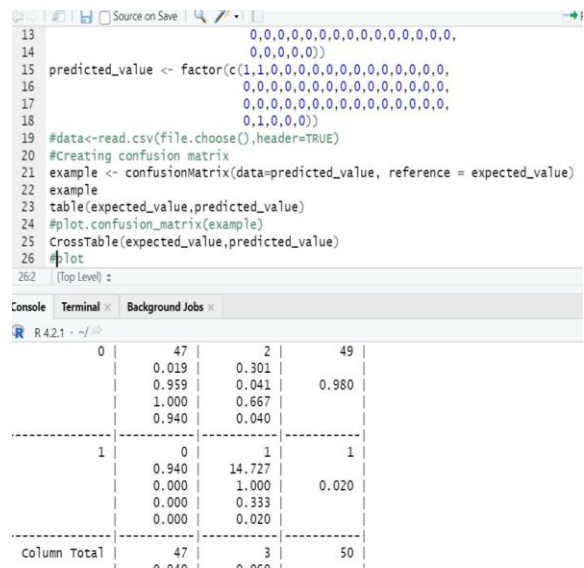 Source on Save
13 0,0,0,0,0,0,0,0,0,0,0,0,0,0,0,
14 0,0,0,0,0))
15 predicted_value <- factor(c(1,1,0,0,0,0,0,0,0,0,0,0,0,0,0,
16 0,0,0,0,0,0,0,0,0,0,0,0,0,0,0,
17 0,0,0,0,0,0,0,0,0,0,0,0,0,0,0,
18 0,1,0,0,0))
19 #data<-read.csv(file.choose(),header=TRUE)
20 #Creating confusion matrix
21 example <- confusionMatrix(data=predicted_value, reference = expected_value)
22 example
23 table(expected_value,predicted_value)
24 #plot.confusion_matrix(example)
25 CrossTable(expected_value,predicted_value)
26 #plot
26:2 (Top Level)
Console Terminal × Background Jobs ×
R R 4.2.1 · ~/
0 | 47 | 2 | 49 |
| 0.019 | 0.301 | |
| 0.959 | 0.041 | 0.980 |
| 1.000 | 0.667 | |
| 0.940 | 0.040 | |
---------------|-----------|-----------|-----------|
1 | 0 | 1 | 1 |
| 0.940 | 14.727 | |
| 0.000 | 1.000 | 0.020 |
| 0.000 | 0.333 | |
| 0.000 | 0.020 | |
---------------|-----------|-----------|-----------|
Column Total | 47 | 3 | 50 |
| 0.940 | 0.060 | |